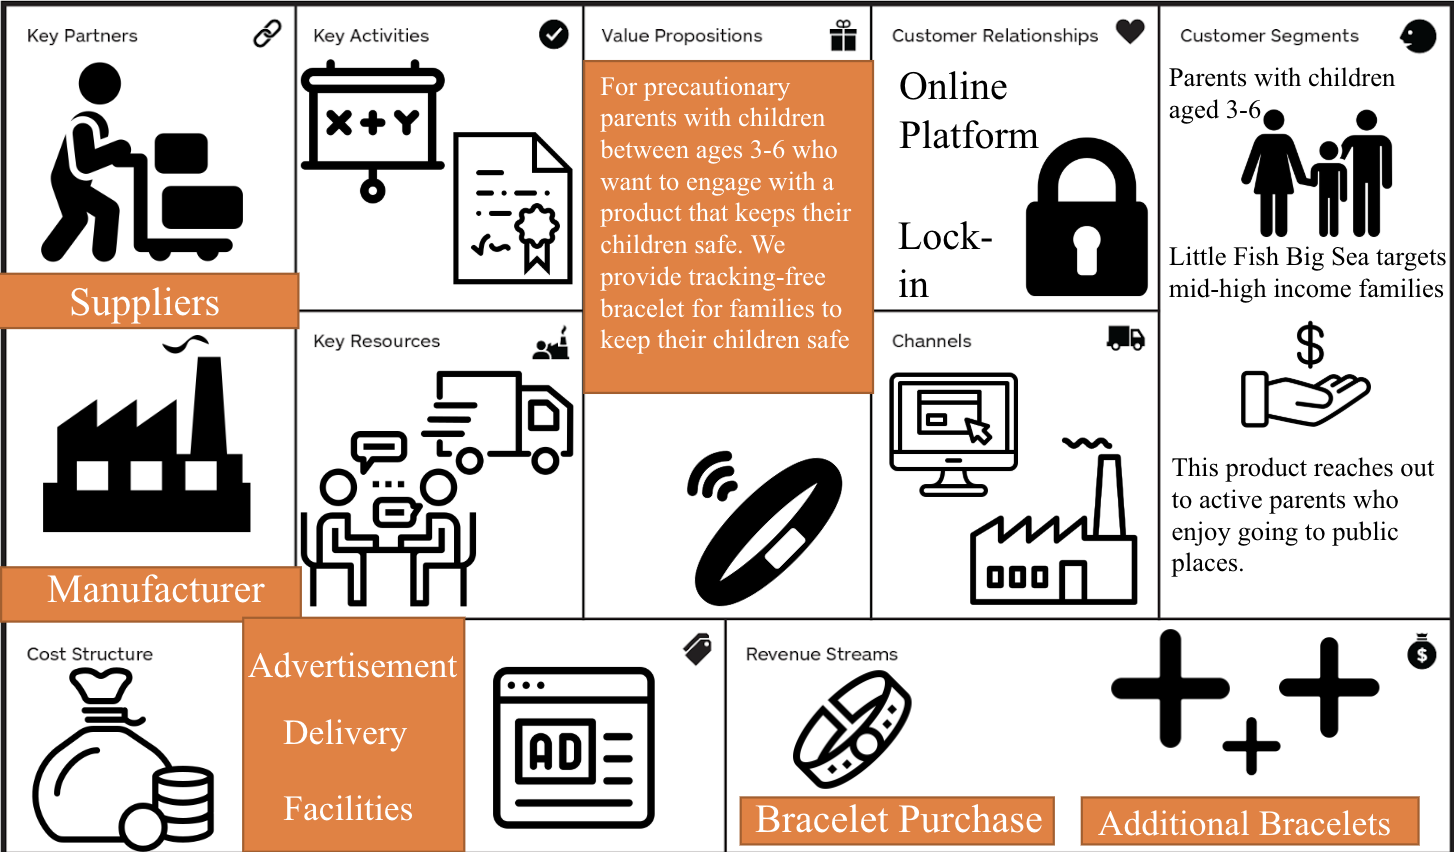 Key Partners
Suppliers
Manufacturer
Key Activities
X + Y
Key Resources
Value Propositions
For precautionary
parents with children
between ages 3-6 who
want to engage with a
product that keeps their
children safe. We
provide tracking-free
bracelet for families to
keep their children safe
Customer Relationships
Online
Platform
Lock-
in
Channels
Customer Segments
Parents with children
aged 3-6
Little Fish Big Sea targets
mid-high income families
$
This product reaches out
to active parents who
enjoy going to public
places.
Cost Structure
Advertisement
Delivery
Facilities
AD
Revenue Streams
$
Bracelet Purchase
Additional Bracelets